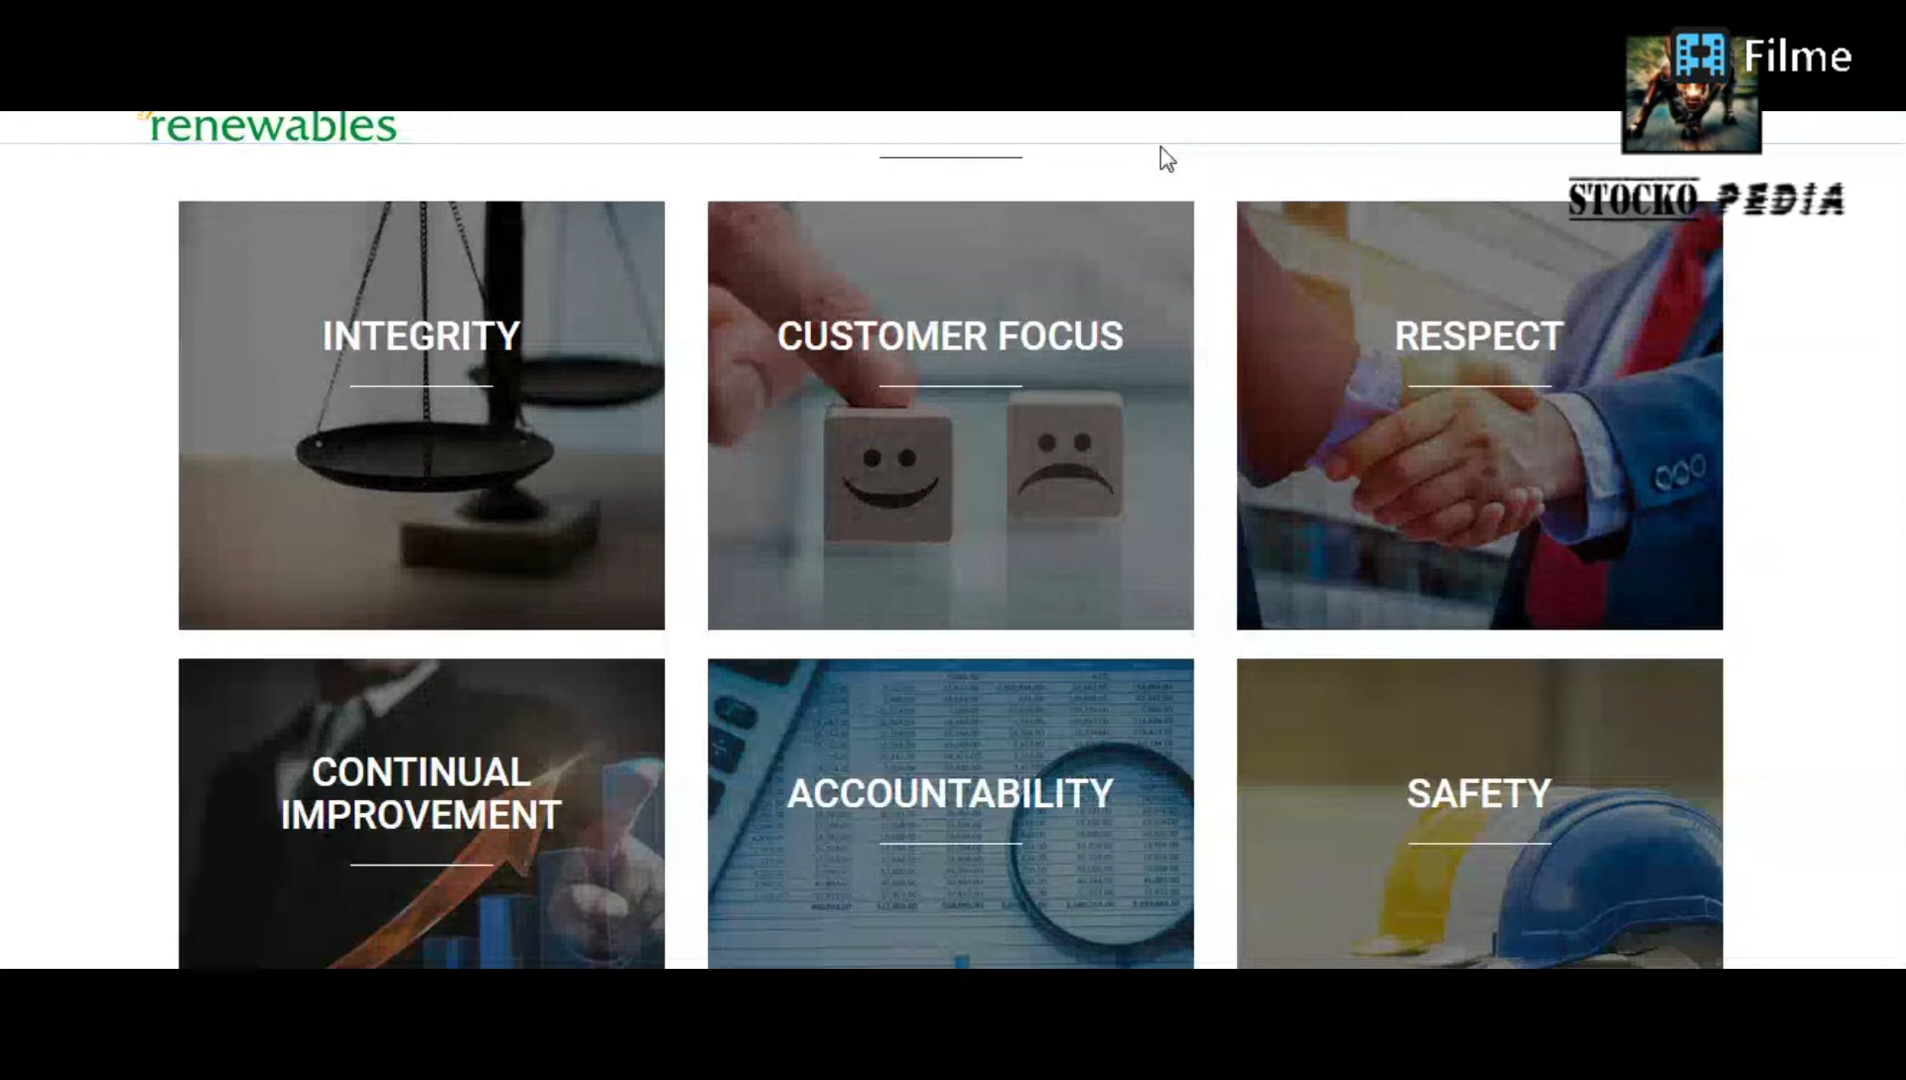 Filme
renewables
STOCKO PEDIA
INTEGRITY
CUSTOMER FOCUS
RESPECT
CONTINUAL
IMPROVEMENT
ACCOUNTABILITY
SAFETY